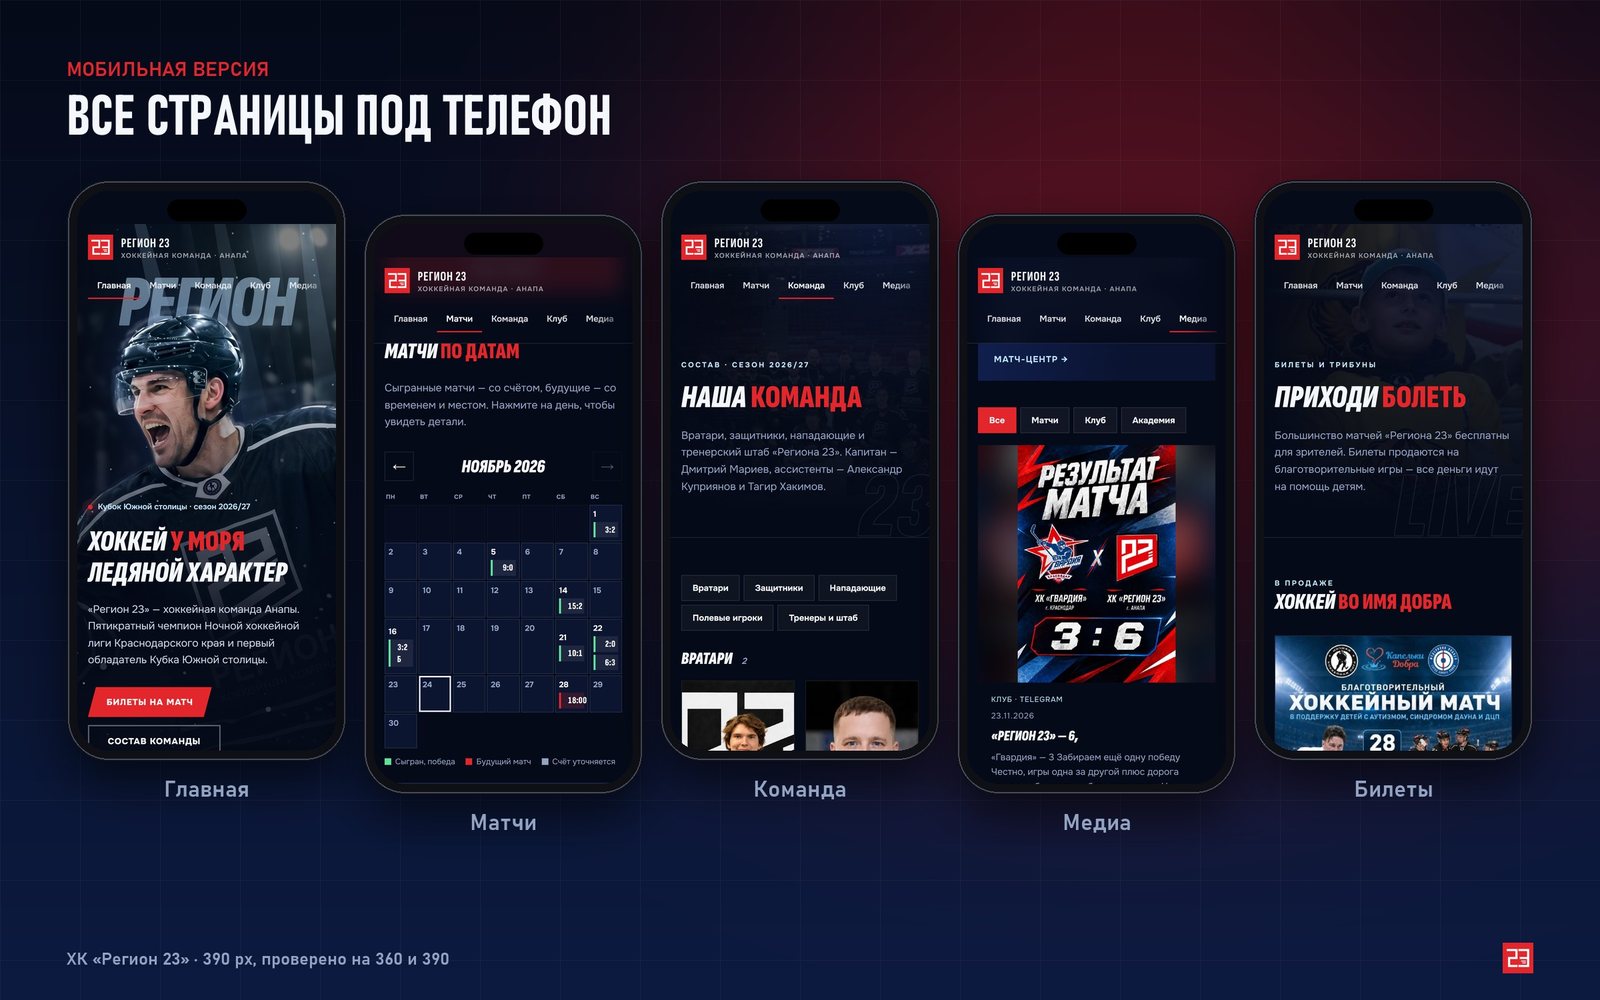 МОБИЛЬНАЯ ВЕРСИЯ
ВСЕ СТРАНИЦЫ ПОД ТЕЛЕФОН
23
РЕГИОН 23
ХОККЕЙНАЯ КОМАНДА · АНАПА
РЕГИОН
Главная Матчи Команда Клуб Медиа
Кубок Южной столицы · сезон 2026/27
ХОККЕЙ У МОРЯ
ЛЕДЯНОЙ ХАРАКТЕР
«Регион 23» — хоккейная команда Анапы.
Пятикратный чемпион Ночной хоккейной
лиги Краснодарского края и первый
обладатель Кубка Южной столицы.
БИЛЕТЫ НА МАТЧ
СОСТАВ КОМАНДЫ
Главная
23
РЕГИОН 23
ХОККЕЙНАЯ КОМАНДА · АНАПА
Главная Матчи Команда Клуб Медиа
МАТЧИ ПО ДАТАМ
Сыгранные матчи — со счётом, будущие — со
временем и местом. Нажмите на день, чтобы
увидеть детали.
← НОЯБРЬ 2026 →
ПН ВТ СР ЧТ ПТ СБ ВС
1
3:2
2 3 4 5 6 7 8
9:0
9 10 11 12 13 14 15
15:2
16 17 18 19 20 21 22
3:2 Б 10:1 2:0
6:3
23 24 25 26 27 28 29
18:00
30
Сыгран, победа Будущий матч Счёт уточняется
Матчи
23
РЕГИОН 23
ХОККЕЙНАЯ КОМАНДА · АНАПА
Главная Матчи Команда Клуб Медиа
СОСТАВ · СЕЗОН 2026/27
НАША КОМАНДА
Вратари, защитники, нападающие и
тренерский штаб «Региона 23». Капитан —
Дмитрий Мариев, ассистенты — Александр
Куприянов и Тагир Хакимов.
23
Вратари Защитники Нападающие
Полевые игроки Тренеры и штаб
ВРАТАРИ 2
Команда
23
РЕГИОН 23
ХОККЕЙНАЯ КОМАНДА · АНАПА
Главная Матчи Команда Клуб Медиа
МАТЧ-ЦЕНТР →
Все Матчи Клуб Академия
РЕЗУЛЬТАТ
МАТЧА
ГВАРДИЯ X 23
ХК «ГВАРДИЯ» ХК «РЕГИОН 23»
г. КРАСНОДАР г. АНАПА
3 : 6
КЛУБ · TELEGRAM
23.11.2026
«РЕГИОН 23» — 6,
«Гвардия» — 3 Забираем ещё одну победу
Честно, игры одна за другой плюс дорога
Медиа
23
РЕГИОН 23
ХОККЕЙНАЯ КОМАНДА · АНАПА
Главная Матчи Команда Клуб Медиа
БИЛЕТЫ И ТРИБУНЫ
ПРИХОДИ БОЛЕТЬ
Большинство матчей «Региона 23» бесплатны
для зрителей. Билеты продаются на
благотворительные игры — все деньги идут
на помощь детям.
LIVE
В ПРОДАЖЕ
ХОККЕЙ ВО ИМЯ ДОБРА
Капельки
Добра
БЛАГОТВОРИТЕЛЬНЫЙ
ХОККЕЙНЫЙ МАТЧ
В ПОДДЕРЖКУ ДЕТЕЙ С АУТИЗМОМ, СИНДРОМОМ ДАУНА И ДЦП
28
Билеты
ХК «Регион 23» · 390 px, проверено на 360 и 390
23